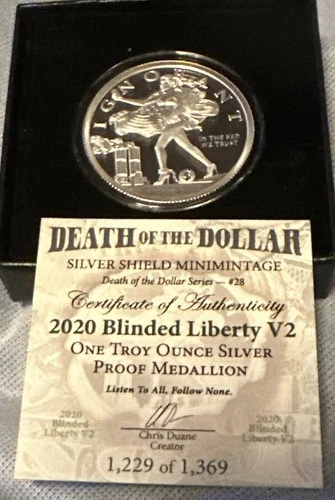 IGNORANT
IN THE FED
WE TRUST
DEATH OF THE DOLLAR
SILVER SHIELD MINIMINTAGE
Death of the Dollar Series — #28
Certificate of Authenticity
2020 Blinded Liberty V2
ONE TROY OUNCE SILVER
PROOF MEDALLION
Listen To All, Follow None.
2020
Blinded
Liberty V2
Chris Duane
Creator
2020
Blinded
Liberty V2
1,229 of 1,369